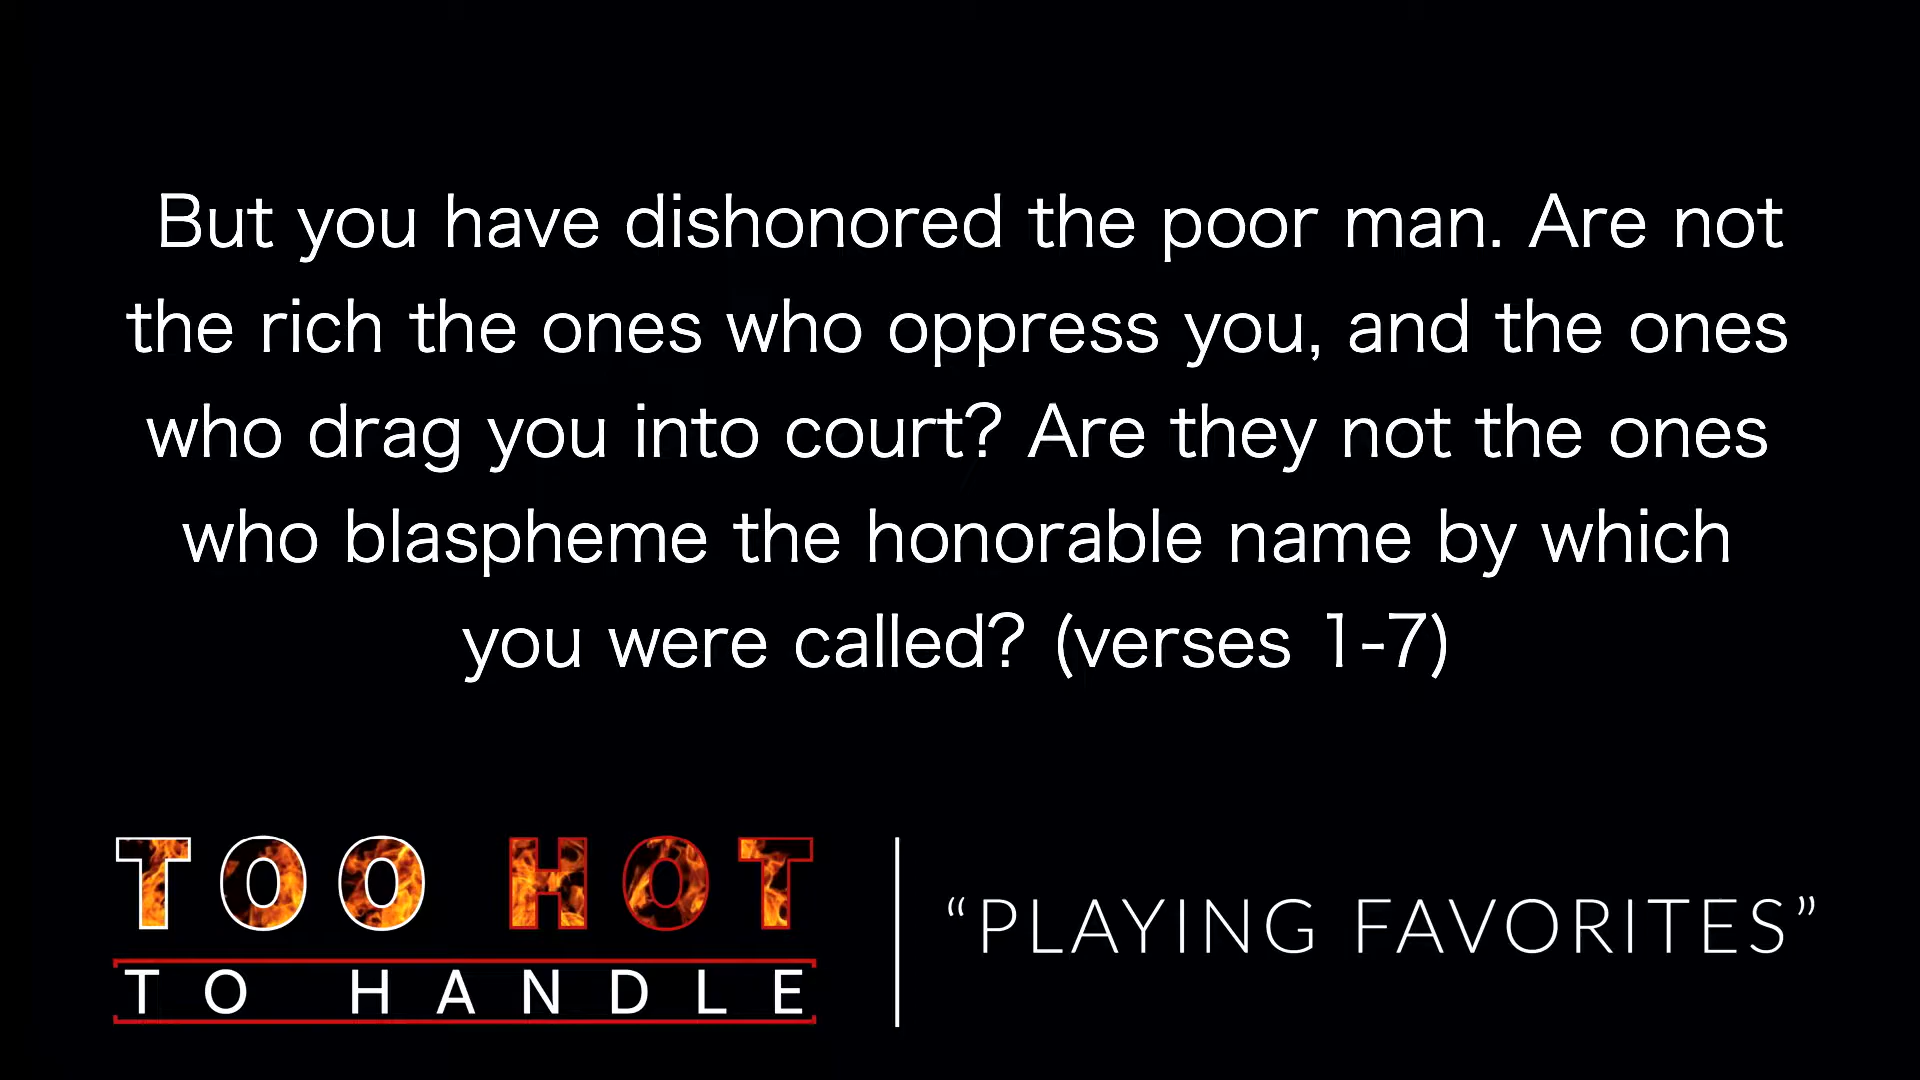 But you have dishonored the poor man. Are not
the rich the ones who oppress you, and the ones
who drag you into court? Are they not the ones
who blaspheme the honorable name by which
you were called? (verses 1-7)
TOO HOT
TO HANDLE
“PLAYING FAVORITES”